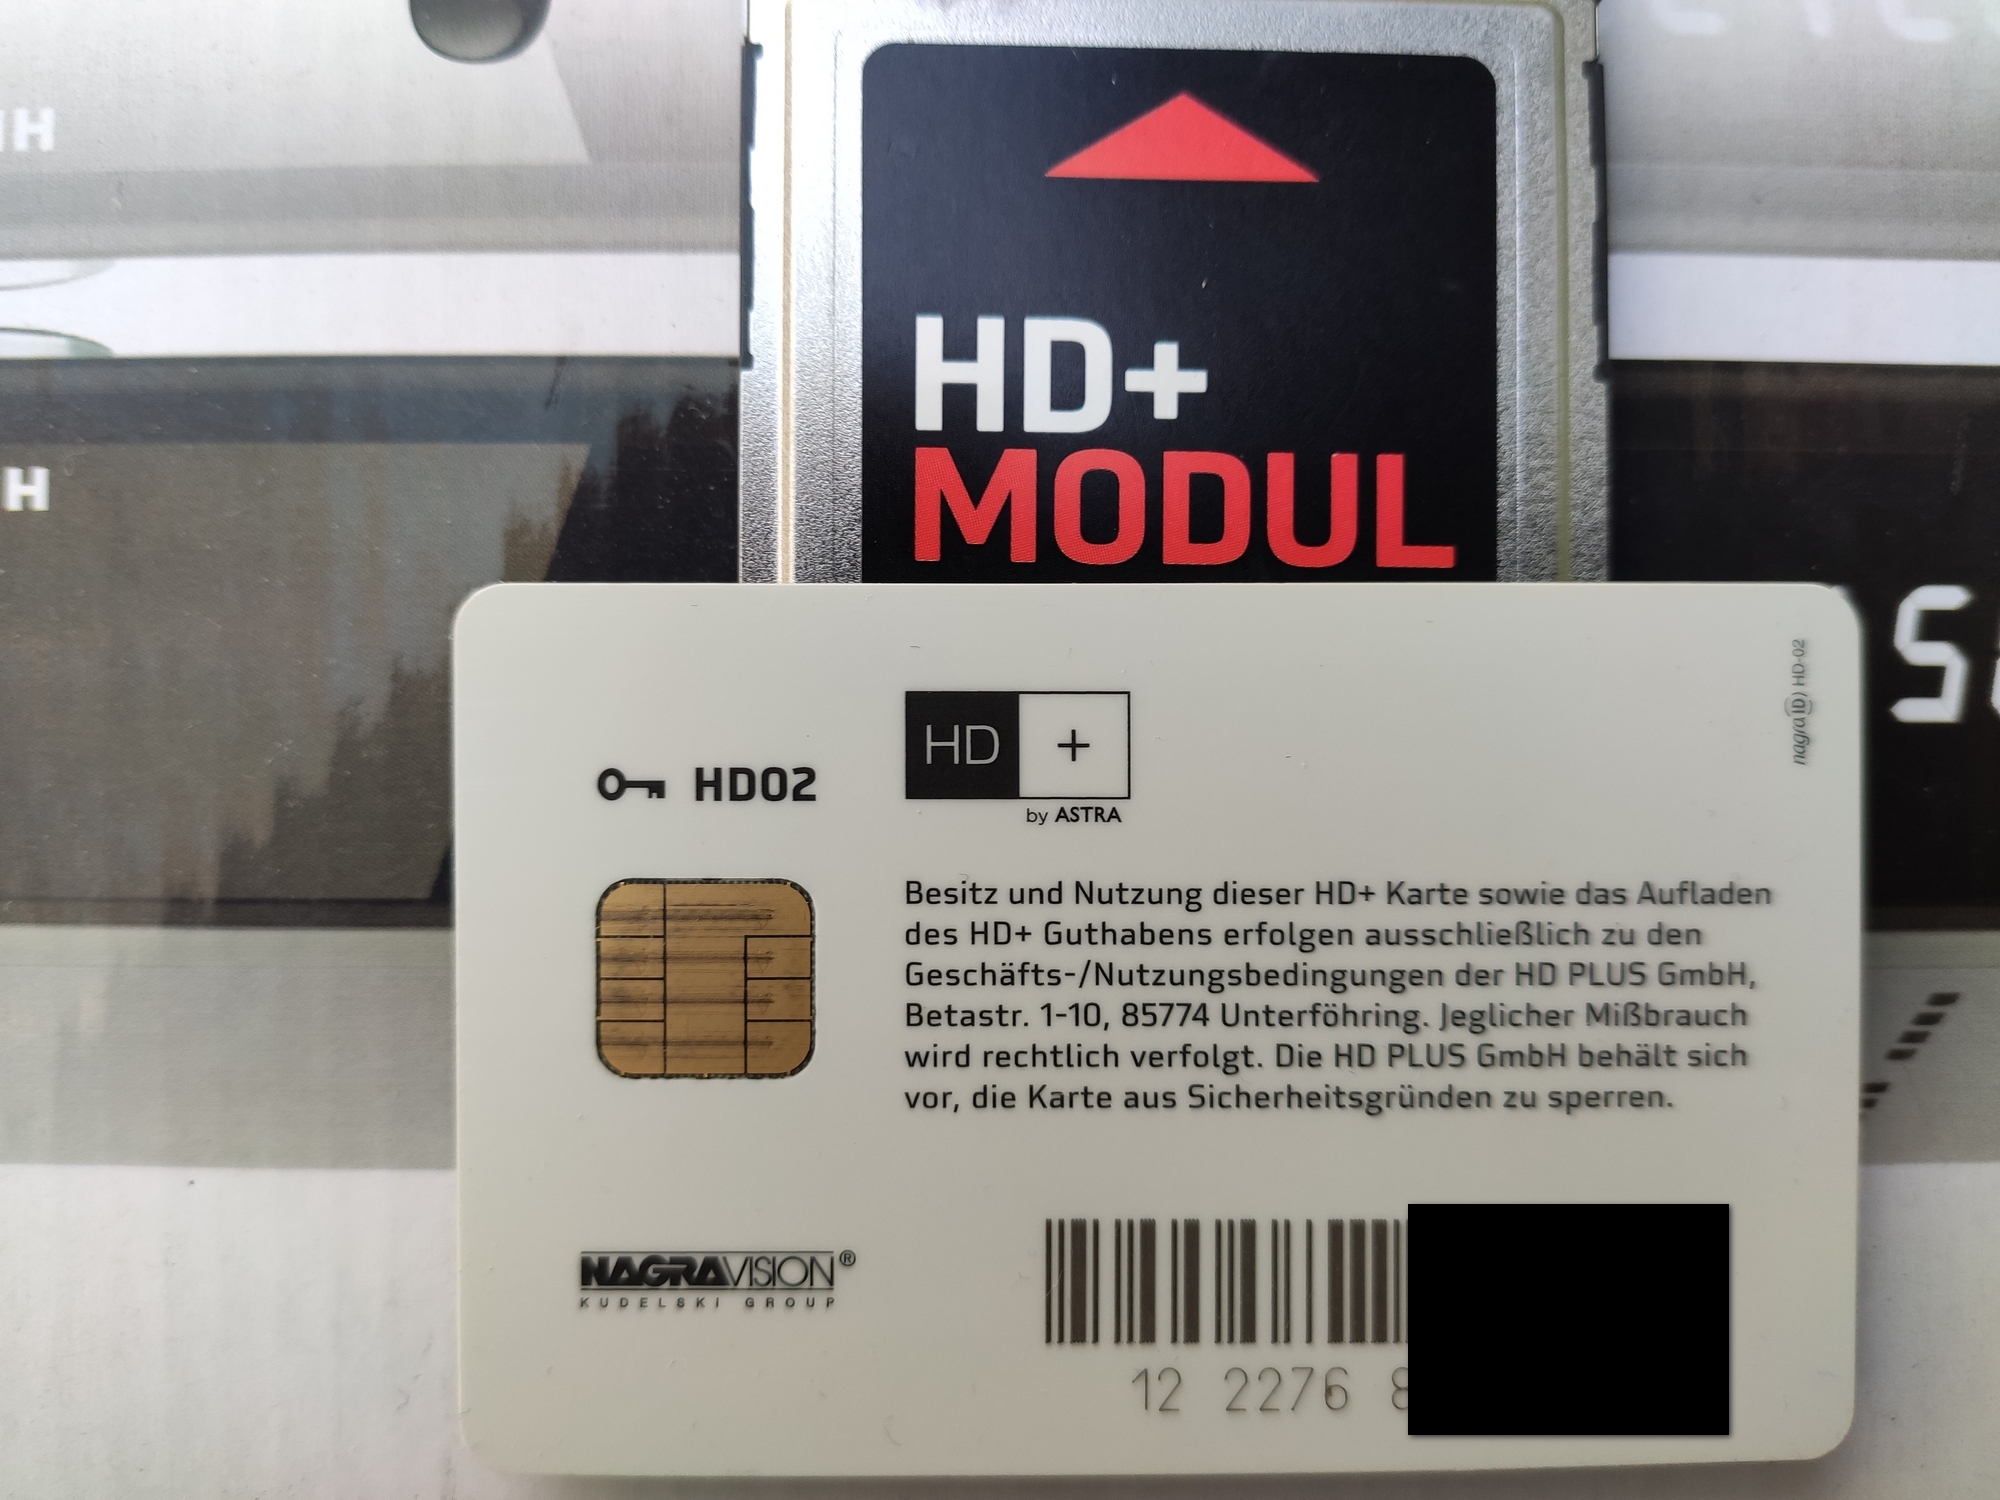 HD+
MODUL
H
H
HD02
HD +
by ASTRA
nagraID HD-02
Besitz und Nutzung dieser HD+ Karte sowie das Aufladen
des HD+ Guthabens erfolgen ausschließlich zu den
Geschäfts-/Nutzungsbedingungen der HD PLUS GmbH,
Betastr. 1-10, 85774 Unterföhring. Jeglicher Mißbrauch
wird rechtlich verfolgt. Die HD PLUS GmbH behält sich
vor, die Karte aus Sicherheitsgründen zu sperren.
NAGRAVISION®
KUDELSKI GROUP
12 2276 8